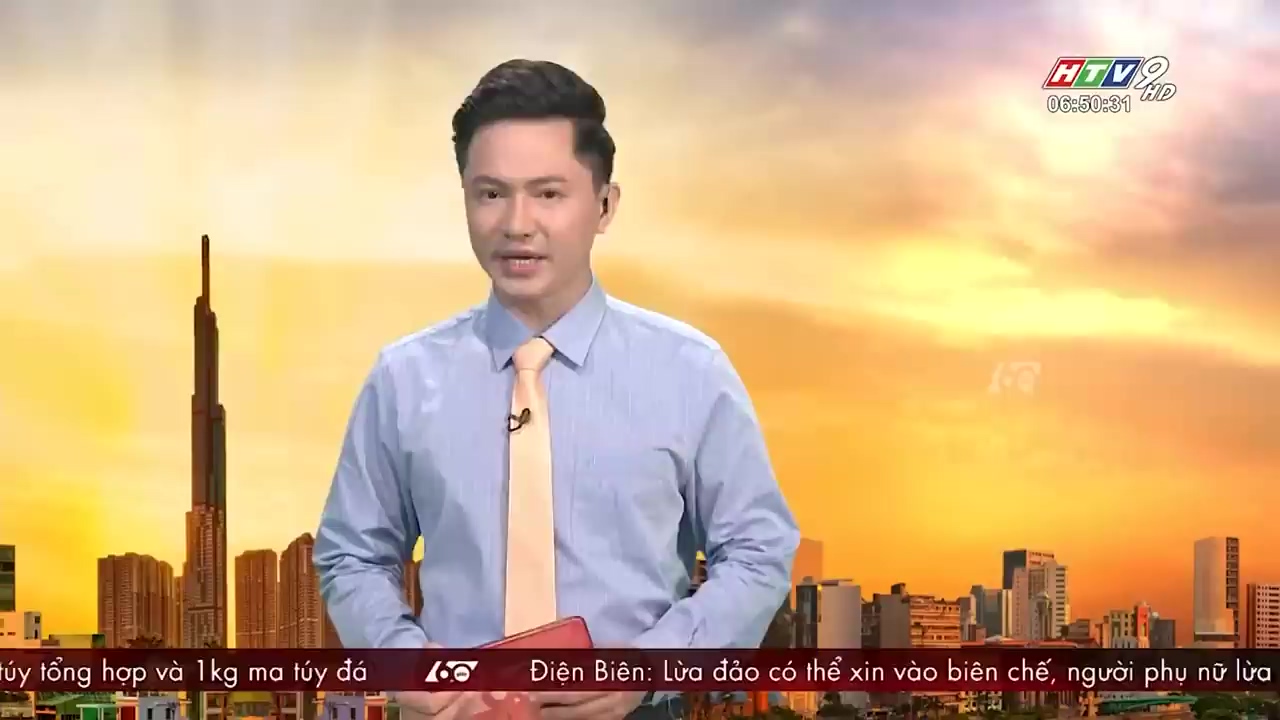 HTV9
HD
06:50:31
túy tổng hợp và 1kg ma túy đá 60 Điện Biên: Lừa đảo có thể xin vào biên chế, người phụ nữ lừa